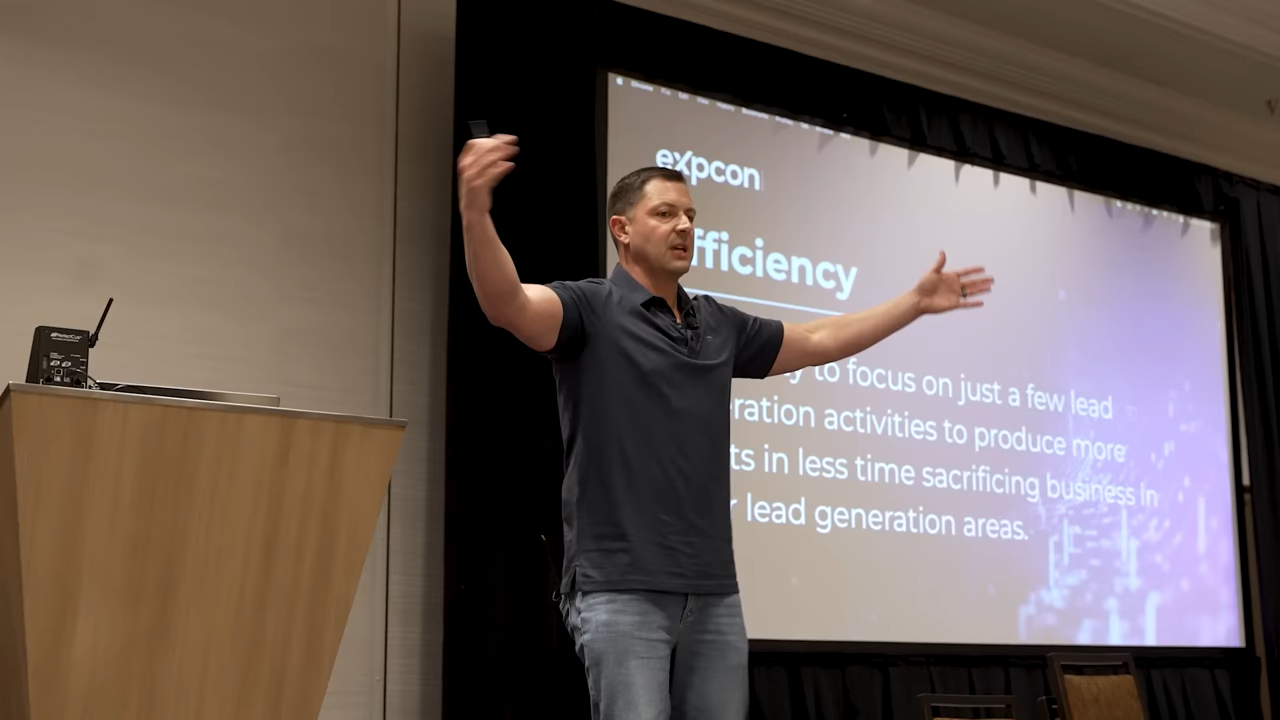 expcon
fficiency
y to focus on just a few lead
eration activities to produce more
ts in less time sacrificing business in
r lead generation areas.